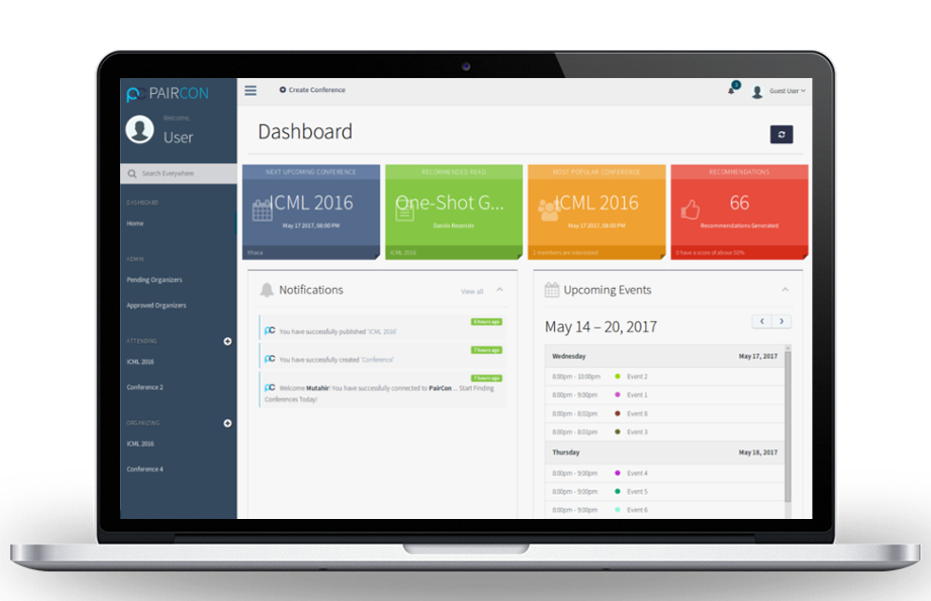 PAIRCON
Create Conference
3
Guest User
Welcome,
User
Dashboard
Search Everywhere
DASHBOARD
Home
ADMIN
Pending Organizers
Approved Organizers
ATTENDING
ICML 2016
Conference 2
ORGANIZING
ICML 2016
Conference 4
NEXT UPCOMING CONFERENCE
ICML 2016
May 17 2017, 08:00 PM
Ithaca
RECOMMENDED READ
One-Shot G...
Danilo Rezende
ICML 2016
MOST POPULAR CONFERENCE
ICML 2016
May 17 2017, 08:00 PM
1 members are interested
RECOMMENDATIONS
66
Recommendations Generated
0 have a score of above 50%
Notifications
View all
6 hours ago
pc You have successfully published 'ICML 2016'
7 hours ago
pc You have successfully created 'Conference'
7 hours ago
pc Welcome Mutahir! You have successfully connected to PairCon ... Start Finding
Conferences Today!
Upcoming Events
May 14 – 20, 2017
Wednesday May 17, 2017
8:00pm - 10:00pm Event 2
8:00pm - 9:00pm Event 1
8:00pm - 8:02pm Event 8
8:00pm - 8:01pm Event 3
Thursday May 18, 2017
8:00pm - 9:00pm Event 4
8:00pm - 9:00pm Event 5
8:00pm - 9:00pm Event 6